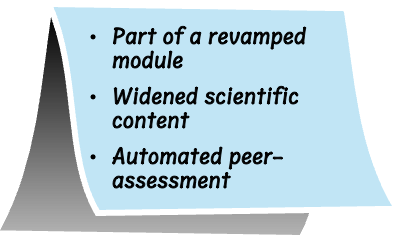 • Part of a revamped
module
• Widened scientific
content
• Automated peer-
assessment